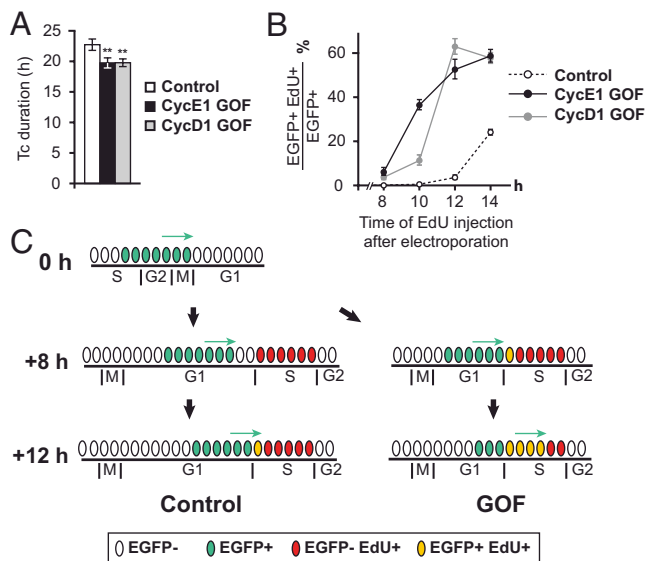 A
Tc duration (h)
25
20
15
10
5
0
**
**
Control
CycE1 GOF
CycD1 GOF
B
EGFP+ EdU+
EGFP+
%
60
40
20
0
8
10
12
14
h
Time of EdU injection
after electroporation
Control
CycE1 GOF
CycD1 GOF
C
0 h
S |G2 |M| G1
+8 h
|M| G1 | S |G2
|M| G1 | S |G2
+12 h
|M| G1 | S |G2
|M| G1 | S |G2
Control
GOF
EGFP- EGFP+ EGFP- EdU+ EGFP+ EdU+